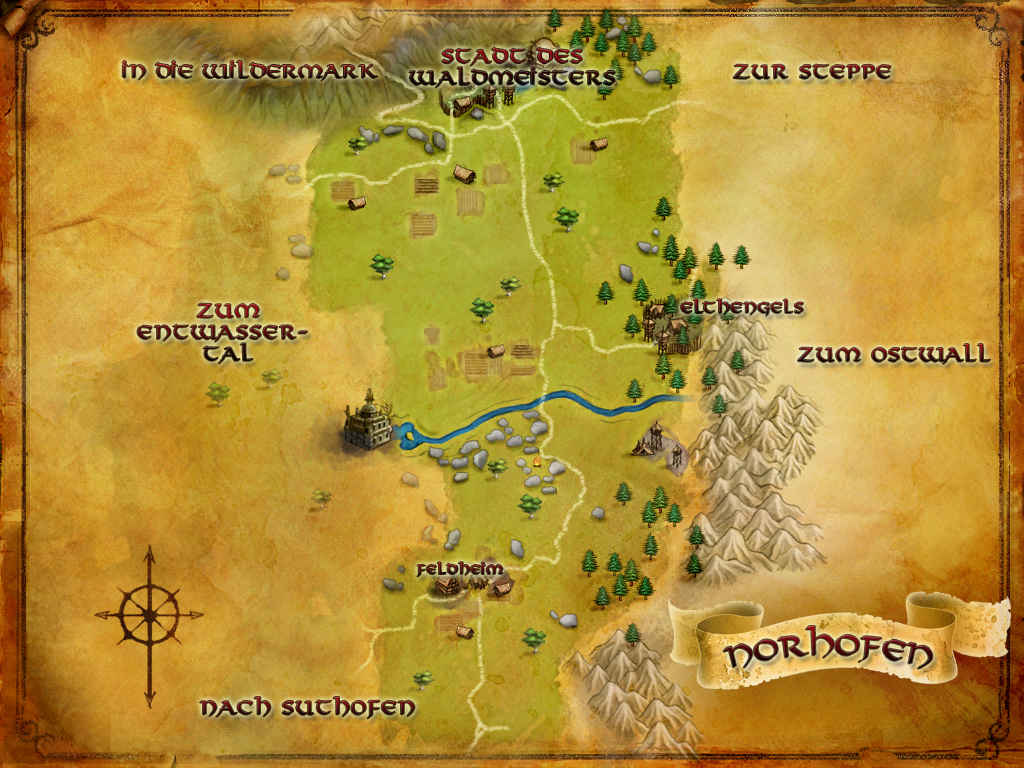 IN DIE WILDERMARK
STADT DES
WALDMEISTERS
ZUR STEPPE
ZUM
ENTWASSER-
TAL
ELTHENGELS
ZUM OSTWALL
FELDHEIM
NORHOFEN
NACH SUTHOFEN